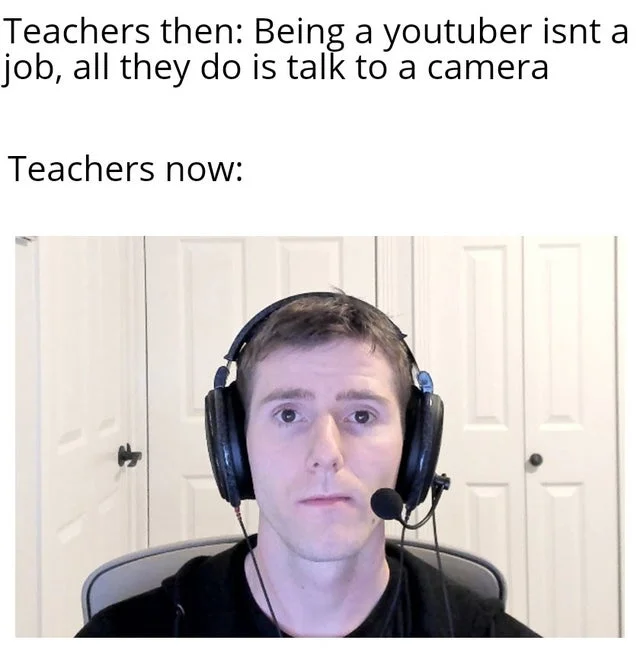 Teachers then: Being a youtuber isnt a
job, all they do is talk to a camera
Teachers now: